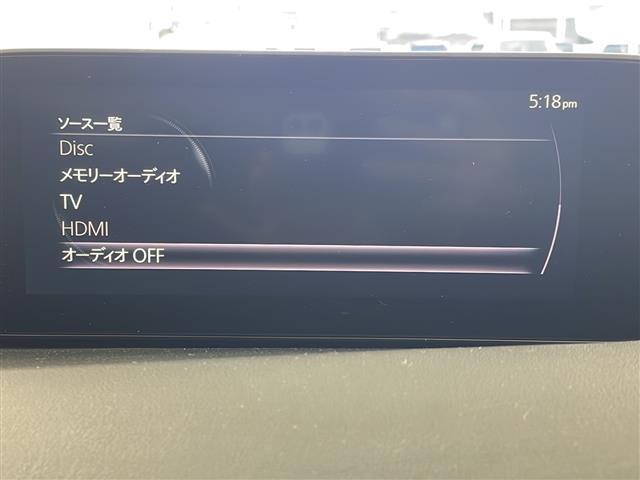 5:18pm
ソース一覧
Disc
メモリーオーディオ
TV
HDMI
オーディオ OFF